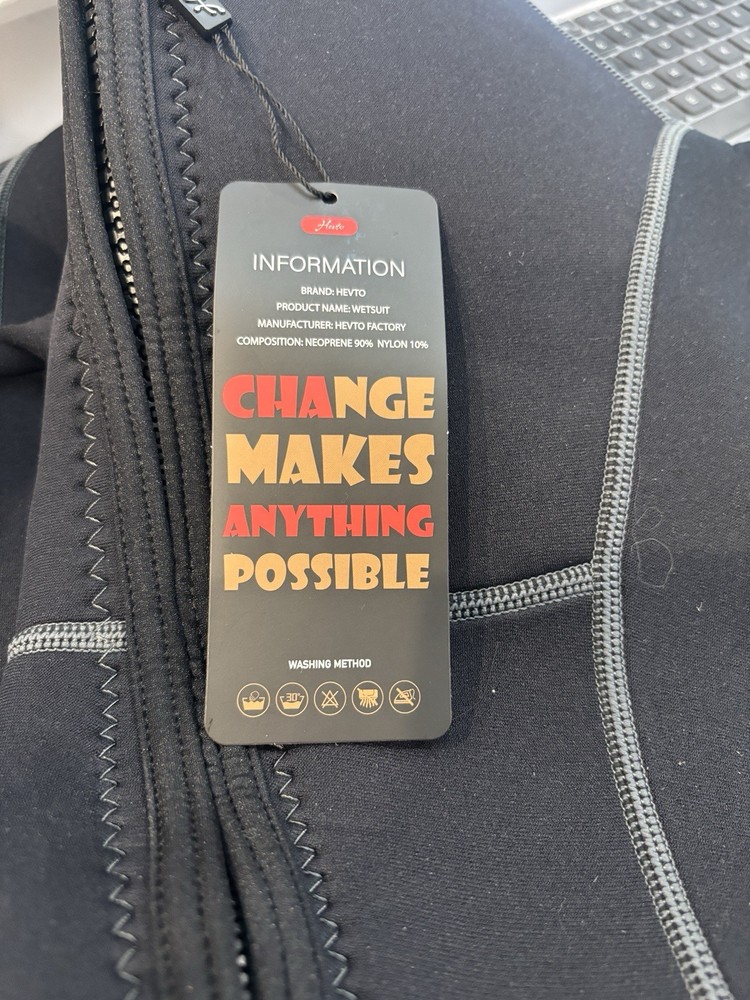 Hevto
INFORMATION
BRAND: HEVTO
PRODUCT NAME: WETSUIT
MANUFACTURER: HEVTO FACTORY
COMPOSITION: NEOPRENE 90% NYLON 10%
CHANGE
MAKES
ANYTHING
POSSIBLE
WASHING METHOD
30°